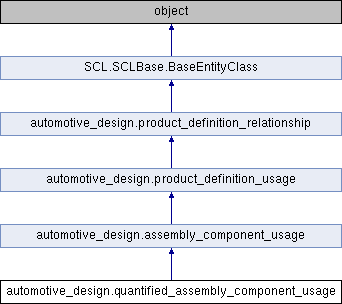 object
SCL.SCLBase.BaseEntityClass
automotive_design.product_definition_relationship
automotive_design.product_definition_usage
automotive_design.assembly_component_usage
automotive_design.quantified_assembly_component_usage